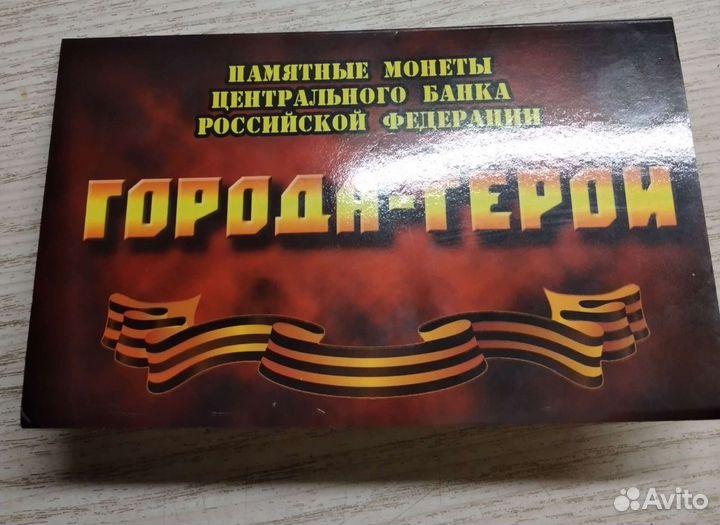 ПАМЯТНЫЕ МОНЕТЫ
ЦЕНТРАЛЬНОГО БАНКА
РОССИЙСКОЙ ФЕДЕРАЦИИ
ГОРОДА-ГЕРОИ
Avito